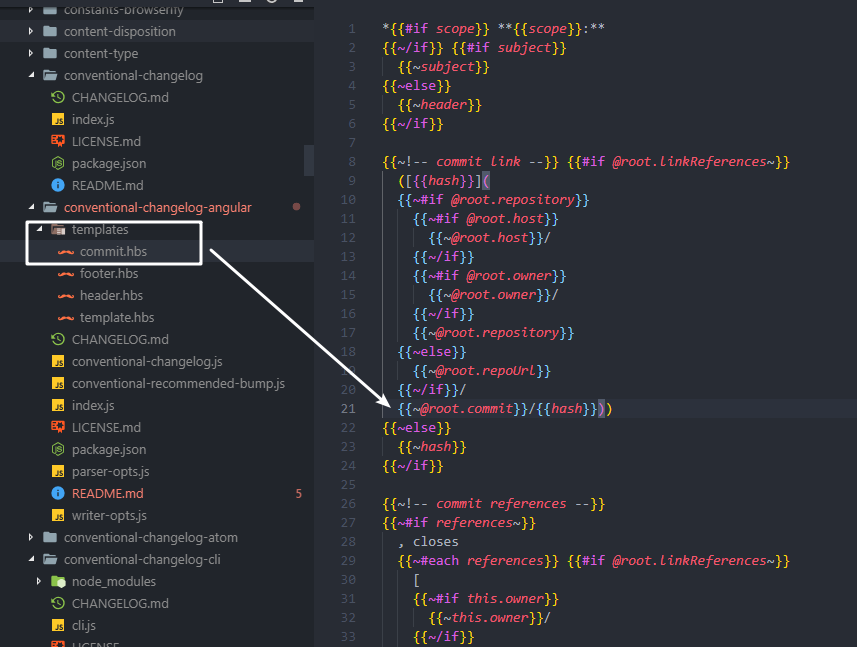 constants-browserify
content-disposition
content-type
conventional-changelog
CHANGELOG.md
JS index.js
LICENSE.md
package.json
README.md
conventional-changelog-angular
templates
commit.hbs
footer.hbs
header.hbs
template.hbs
CHANGELOG.md
JS conventional-changelog.js
JS conventional-recommended-bump.js
JS index.js
LICENSE.md
package.json
JS parser-opts.js
README.md 5
JS writer-opts.js
conventional-changelog-atom
conventional-changelog-cli
node_modules
CHANGELOG.md
JS cli.js
LICENSE
1 *{{#if scope}} **{{scope}}:**
2 {{~/if}} {{#if subject}}
3 {{~subject}}
4 {{~else}}
5 {{~header}}
6 {{~/if}}
7
8 {{~!-- commit link --}} {{#if @root.linkReferences~}}
9 ([{{hash}}](
10 {{~#if @root.repository}}
11 {{~#if @root.host}}
12 {{~@root.host}}/
13 {{~/if}}
14 {{~#if @root.owner}}
15 {{~@root.owner}}/
16 {{~/if}}
17 {{~@root.repository}}
18 {{~else}}
19 {{~@root.repoUrl}}
20 {{~/if}}/
21 {{~@root.commit}}/{{hash}}))
22 {{~else}}
23 {{~hash}}
24 {{~/if}}
25
26 {{~!-- commit references --}}
27 {{~#if references~}}
28 , closes
29 {{~#each references}} {{#if @root.linkReferences~}}
30 [
31 {{~#if this.owner}}
32 {{~this.owner}}/
33 {{~/if}}